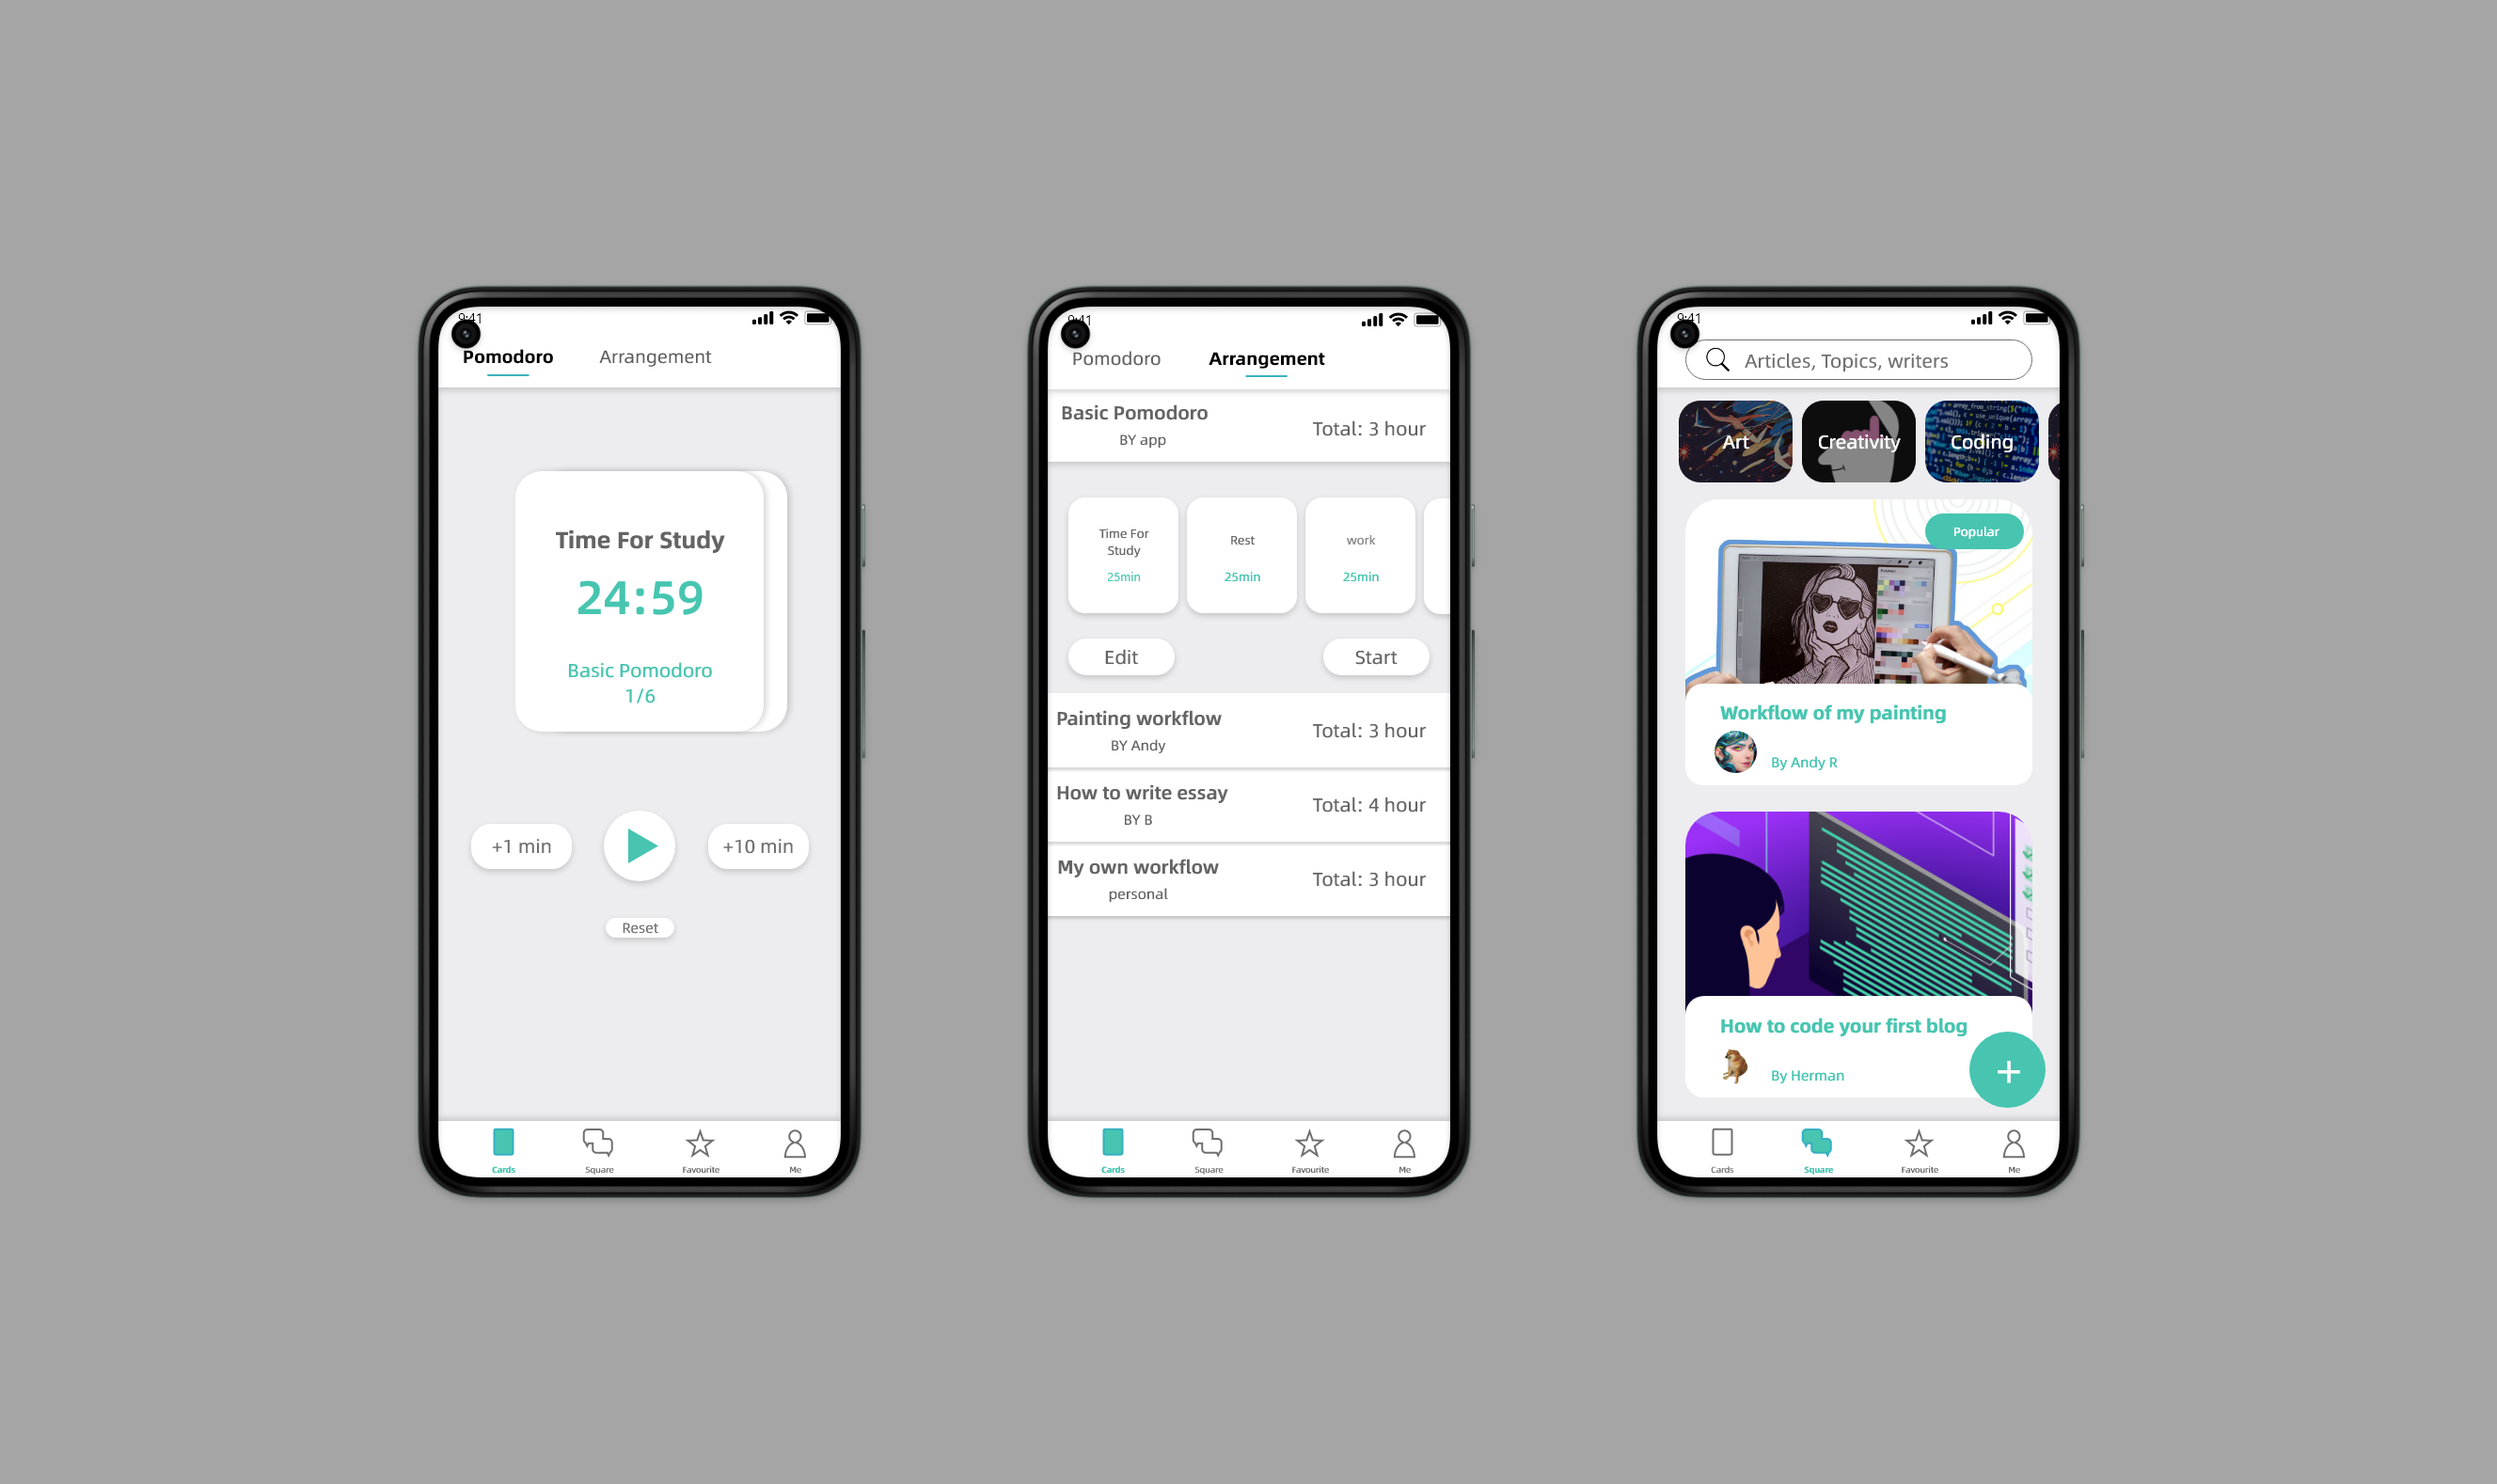 9:41
Pomodoro Arrangement
Time For Study
24:59
Basic Pomodoro
1/6
+1 min
+10 min
Reset
Cards Square Favourite Me
9:41
Pomodoro Arrangement
Basic Pomodoro
BY app
Total: 3 hour
Time For
Study
25min
Rest
25min
work
25min
Edit
Start
Painting workflow
BY Andy
Total: 3 hour
How to write essay
BY B
Total: 4 hour
My own workflow
personal
Total: 3 hour
Cards Square Favourite Me
9:41
Articles, Topics, writers
Art
Creativity
Coding
Popular
Workflow of my painting
By Andy R
How to code your first blog
By Herman
+
Cards Square Favourite Me